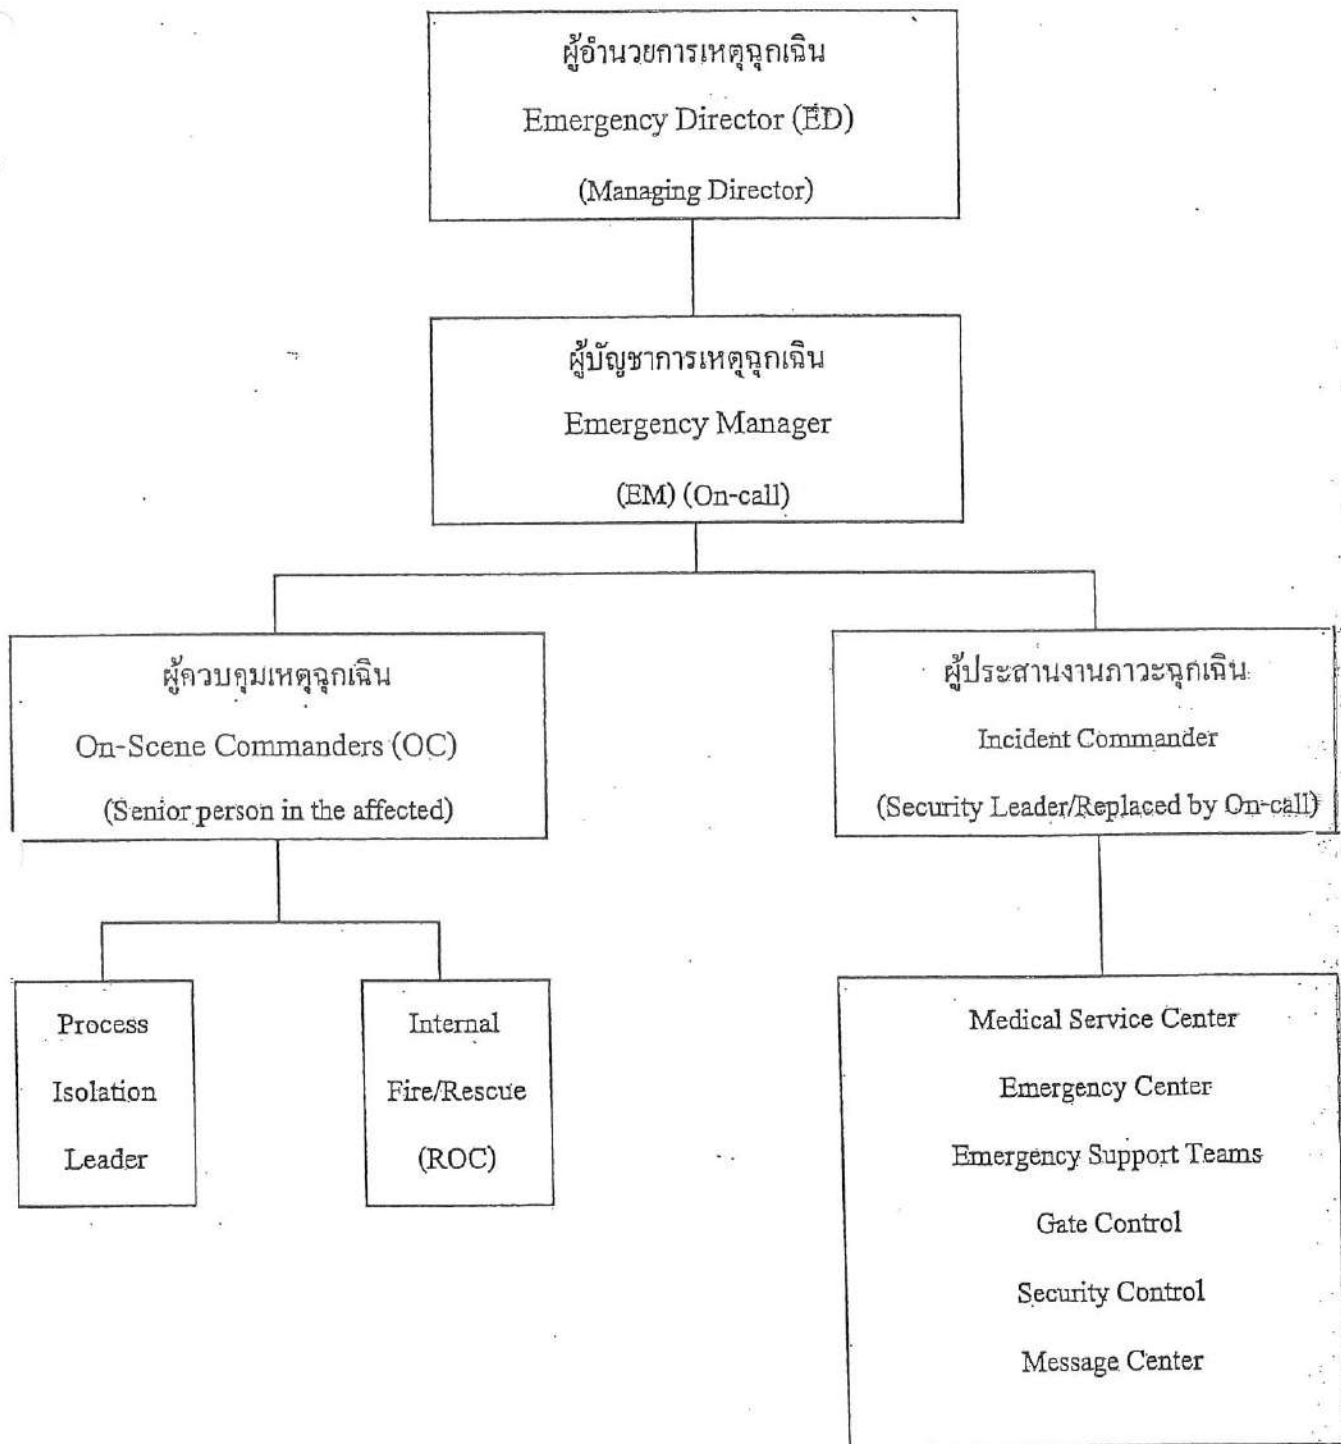 ผู้อำนวยการเหตุฉุกเฉิน
Emergency Director (ED)
(Managing Director)
ผู้บัญชาการเหตุฉุกเฉิน
Emergency Manager
(EM) (On-call)
ผู้ควบคุมเหตุฉุกเฉิน
On-Scene Commanders (OC)
(Senior person in the affected)
ผู้ประสานงานภาวะฉุกเฉิน
Incident Commander
(Security Leader/Replaced by On-call)
Process
Isolation
Leader
Internal
Fire/Rescue
(ROC)
Medical Service Center
Emergency Center
Emergency Support Teams
Gate Control
Security Control
Message Center